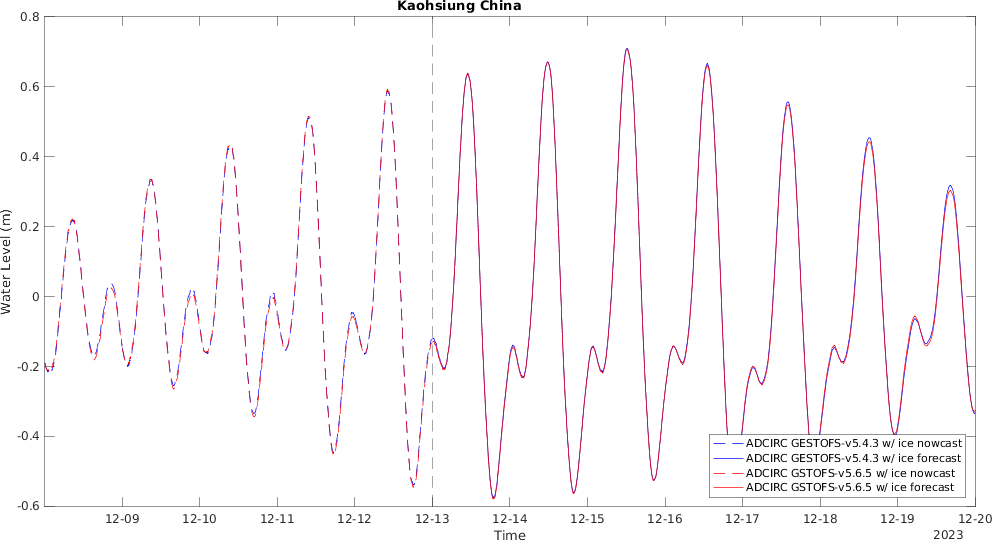 Kaohsiung China
0.8
0.6
0.4
0.2
0
-0.2
-0.4
-0.6
Water Level (m)
ADCIRC GESTOFS-v5.4.3 w/ ice nowcast
ADCIRC GESTOFS-v5.4.3 w/ ice forecast
ADCIRC GSTOFS-v5.6.5 w/ ice nowcast
ADCIRC GSTOFS-v5.6.5 w/ ice forecast
12-09 12-10 12-11 12-12 12-13 12-14 12-15 12-16 12-17 12-18 12-19 12-20
Time
2023